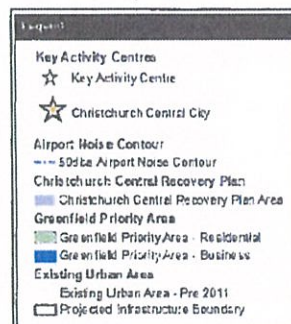 Legend
Key Activity Centres
Key Activity Centre
Christchurch Central City
Airport Noise Contour
50dba Airport Noise Contour
Christchurch Central Recovery Plan
Christchurch Central Recovery Plan Area
Greenfield Priority Area
Greenfield Priority Area - Residential
Greenfield Priority Area - Business
Existing Urban Area
Existing Urban Area - Pre 2011
Projected Infrastructure Boundary